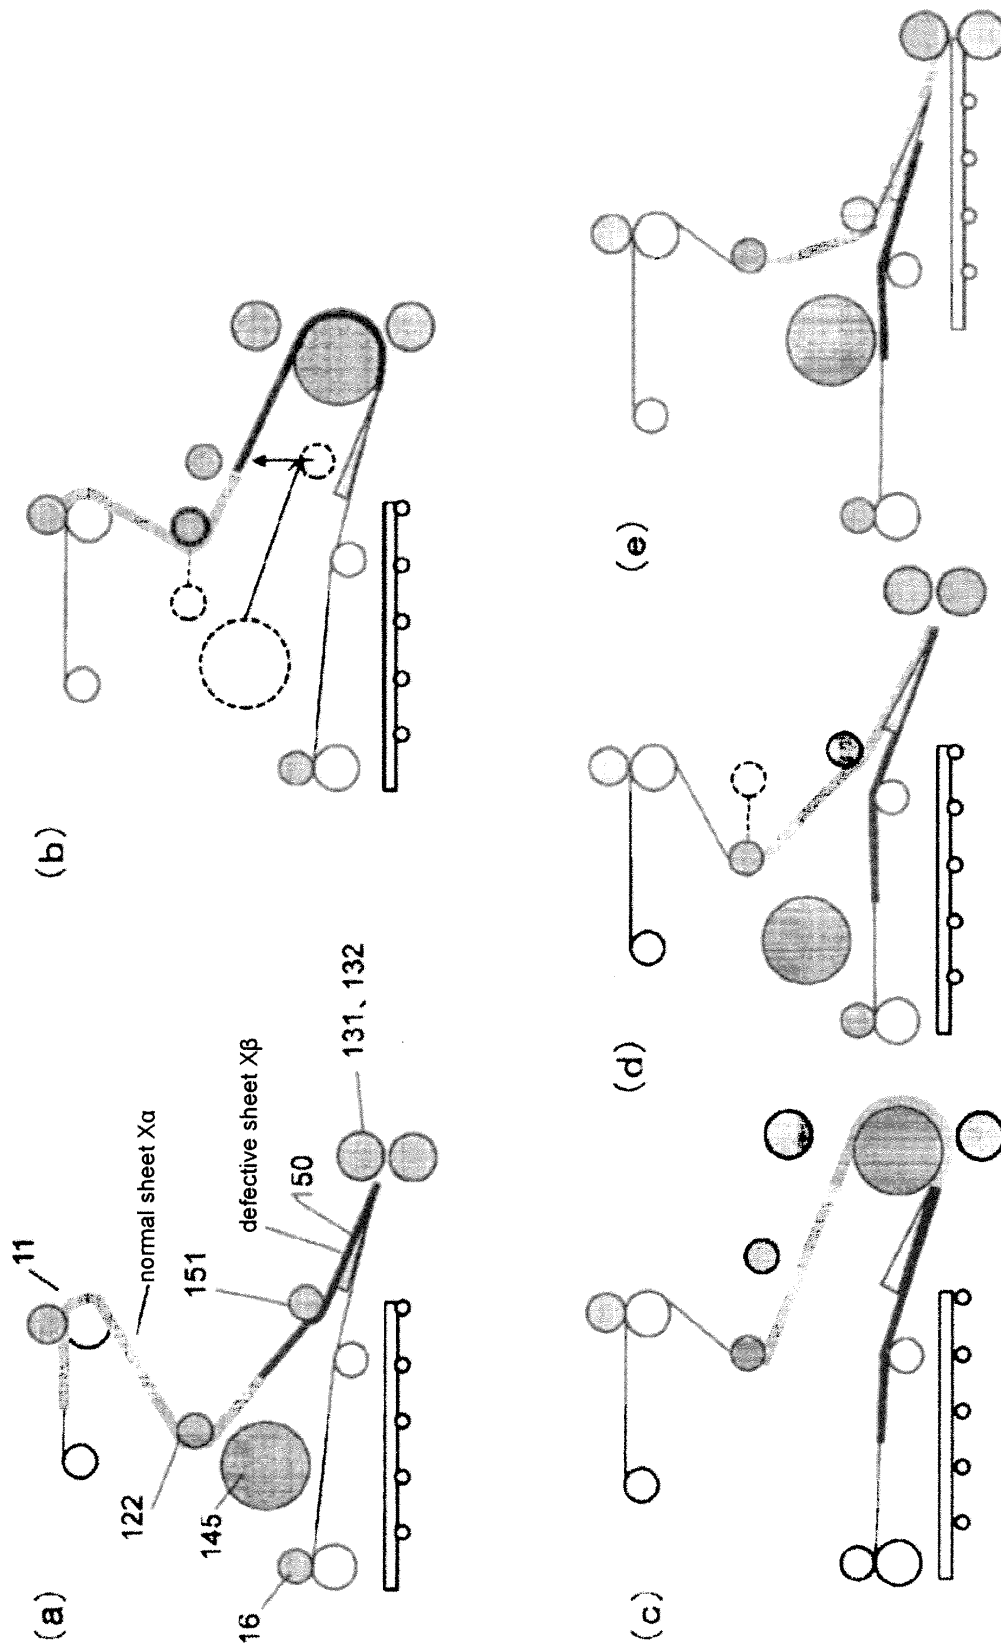 (a)
11
normal sheet Xα
122
151
145
defective sheet Xβ
150
131、132
16
(b)
(c)
(d)
(e)